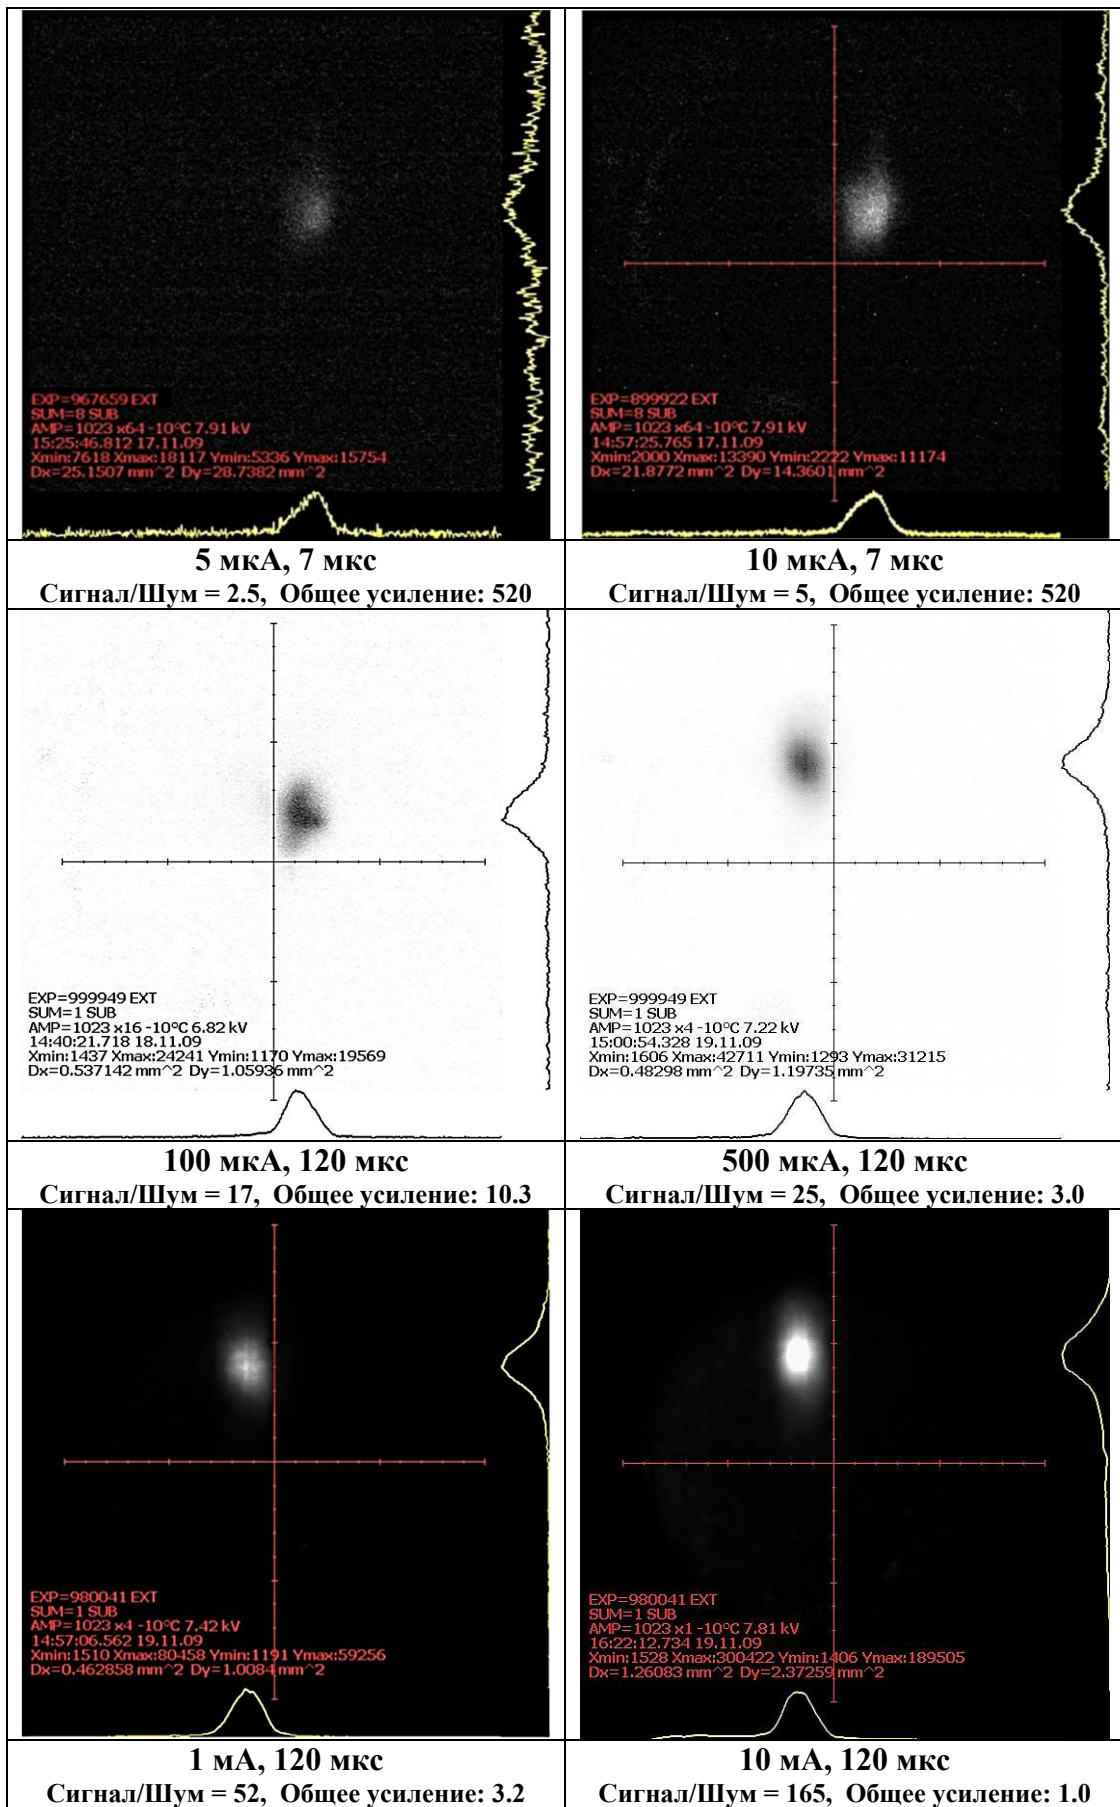 EXP=967659 EXT
SUM=8 SUB
AMP=1023 x64 -10°C 7.91 kV
15:25:46.812 17.11.09
Xmin:7618 Xmax:18117 Ymin:5336 Ymax:15754
Dx=25.1507 mm^2 Dy=28.7382 mm^2
5 мкА, 7 мкс
Сигнал/Шум = 2.5, Общее усиление: 520
EXP=899922 EXT
SUM=8 SUB
AMP=1023 x64 -10°C 7.91 kV
14:57:25.765 17.11.09
Xmin:2000 Xmax:13390 Ymin:2222 Ymax:11174
Dx=21.8772 mm^2 Dy=14.3601 mm^2
10 мкА, 7 мкс
Сигнал/Шум = 5, Общее усиление: 520
EXP=999949 EXT
SUM=1 SUB
AMP=1023 x16 -10°C 6.82 kV
14:40:21.718 18.11.09
Xmin:1437 Xmax:24241 Ymin:1170 Ymax:19569
Dx=0.537142 mm^2 Dy=1.05936 mm^2
100 мкА, 120 мкс
Сигнал/Шум = 17, Общее усиление: 10.3
EXP=999949 EXT
SUM=1 SUB
AMP=1023 x4 -10°C 7.22 kV
15:00:54.328 19.11.09
Xmin:1606 Xmax:42711 Ymin:1293 Ymax:31215
Dx=0.48298 mm^2 Dy=1.19735 mm^2
500 мкА, 120 мкс
Сигнал/Шум = 25, Общее усиление: 3.0
EXP=980041 EXT
SUM=1 SUB
AMP=1023 x4 -10°C 7.42 kV
14:57:06.562 19.11.09
Xmin:1510 Xmax:80458 Ymin:1191 Ymax:59256
Dx=0.462858 mm^2 Dy=1.0084 mm^2
1 мА, 120 мкс
Сигнал/Шум = 52, Общее усиление: 3.2
EXP=980041 EXT
SUM=1 SUB
AMP=1023 x1 -10°C 7.81 kV
16:22:12.734 19.11.09
Xmin:1528 Xmax:300422 Ymin:1406 Ymax:189505
Dx=1.26083 mm^2 Dy=2.37259 mm^2
10 мА, 120 мкс
Сигнал/Шум = 165, Общее усиление: 1.0